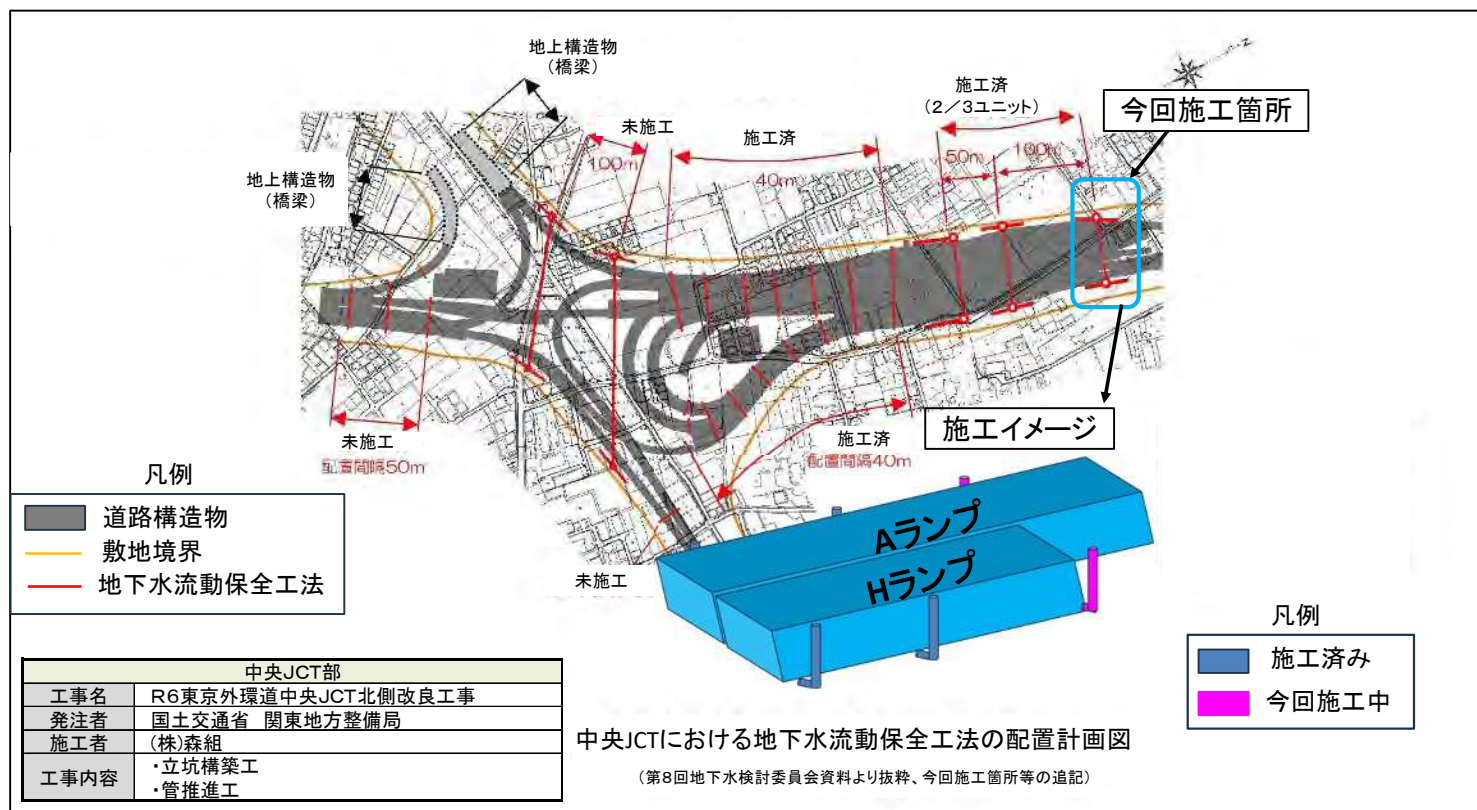 地上構造物
(橋梁)
地上構造物
(橋梁)
未施工
100m
施工済
40m
施工済
(2/3ユニット)
50m
100m
N
今回施工箇所
未施工
配置間隔50m
施工済
配置間隔40m
施工イメージ
未施工
凡例
道路構造物
敷地境界
地下水流動保全工法
Aランプ
Hランプ
凡例
施工済み
今回施工中
中央JCT部
工事名 R6東京外環道中央JCT北側改良工事
発注者 国土交通省 関東地方整備局
施工者 (株)森組
工事内容 ・立坑構築工
・管推進工
中央JCTにおける地下水流動保全工法の配置計画図
(第8回地下水検討委員会資料より抜粋、今回施工箇所等の追記)